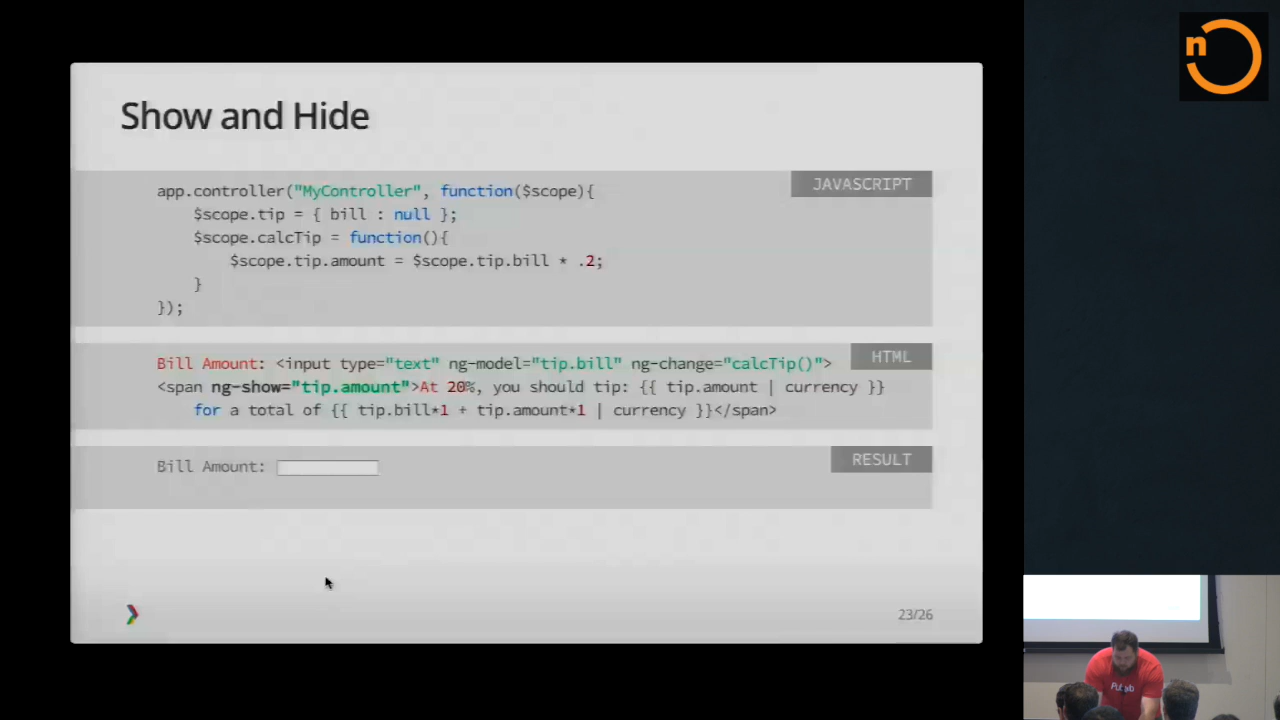 Show and Hide
JAVASCRIPT
app.controller("MyController", function($scope){
$scope.tip = { bill : null };
$scope.calcTip = function(){
$scope.tip.amount = $scope.tip.bill * .2;
}
});
HTML
Bill Amount: <input type="text" ng-model="tip.bill" ng-change="calcTip()">
<span ng-show="tip.amount">At 20%, you should tip: {{ tip.amount | currency }}
for a total of {{ tip.bill*1 + tip.amount*1 | currency }}</span>
RESULT
Bill Amount:
23/26
n